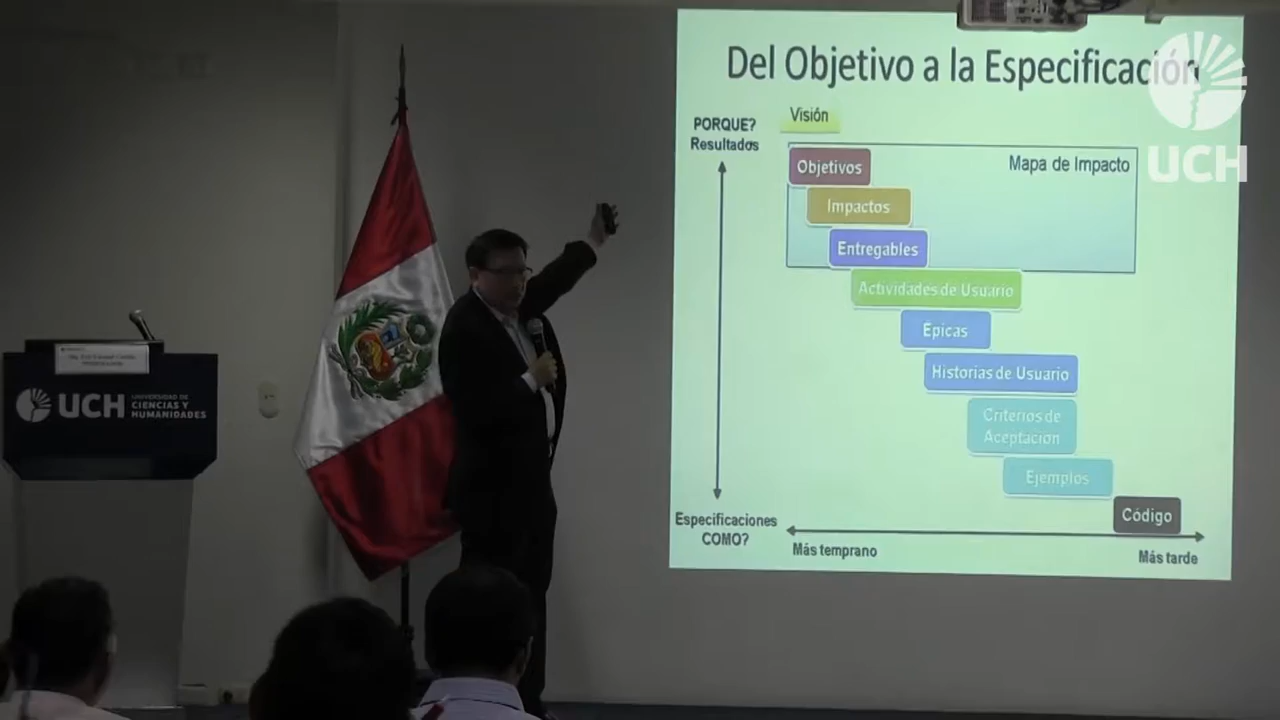 Del Objetivo a la Especificación
UCH
PORQUE?
Resultados
Visión
Mapa de Impacto
Objetivos
Impactos
Entregables
Actividades de Usuario
Épicas
Historias de Usuario
Criterios de
Aceptación
Ejemplos
Código
Especificaciones
COMO?
Más temprano
Más tarde
UCH
UNIVERSIDAD DE
CIENCIAS Y
HUMANIDADES